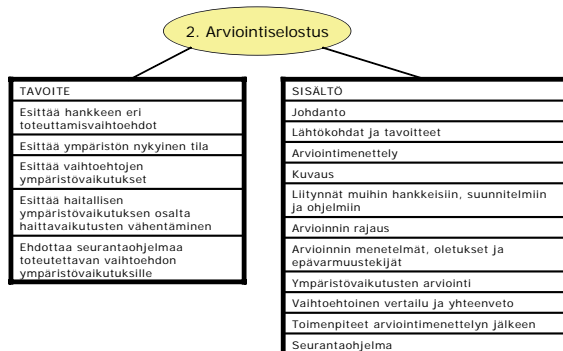 2. Arviointiselostus
TAVOITE
Esittää hankkeen eri
toteuttamisvaihtoehdot
Esittää ympäristön nykyinen tila
Esittää vaihtoehtojen
ympäristövaikutukset
Esittää haitallisen
ympäristövaikutuksen osalta
haittavaikutusten vähentäminen
Ehdottaa seurantaohjelmaa
toteutettavan vaihtoehdon
ympäristövaikutuksille
SISÄLTÖ
Johdanto
Lähtökohdat ja tavoitteet
Arviointimenettely
Kuvaus
Liitynnät muihin hankkeisiin, suunnitelmiin
ja ohjelmiin
Arvioinnin rajaus
Arvioinnin menetelmät, oletukset ja
epävarmuustekijät
Ympäristövaikutusten arviointi
Vaihtoehtoinen vertailu ja yhteenveto
Toimenpiteet arviointimenettelyn jälkeen
Seurantaohjelma